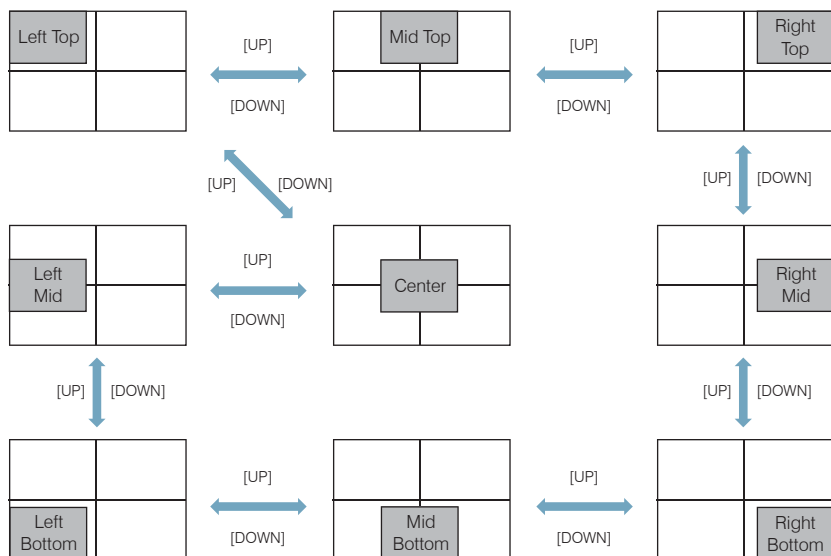 Left Top
Mid Top
Right
Top
[UP]
[DOWN]
[UP]
[DOWN]
[UP]
[DOWN]
[UP]
[DOWN]
Left
Mid
Center
Right
Mid
[UP]
[DOWN]
[UP]
[DOWN]
[UP]
[DOWN]
Left
Bottom
Mid
Bottom
Right
Bottom
[UP]
[DOWN]
[UP]
[DOWN]